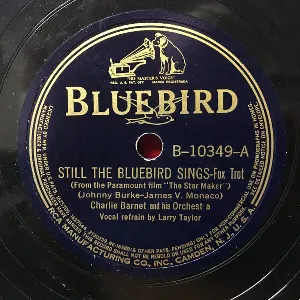 "HIS MASTER'S VOICE"
BLUEBIRD
B-10349-A
STILL THE BLUEBIRD SINGS-Fox Trot
(From the Paramount film "The Star Maker")
(Johnny Burke-James V. Monaco)
Charlie Barnet and his Orchestra
Vocal refrain by Larry Taylor
RCA MANUFACTURING CO., INC. CAMDEN, N.J., U.S.A.